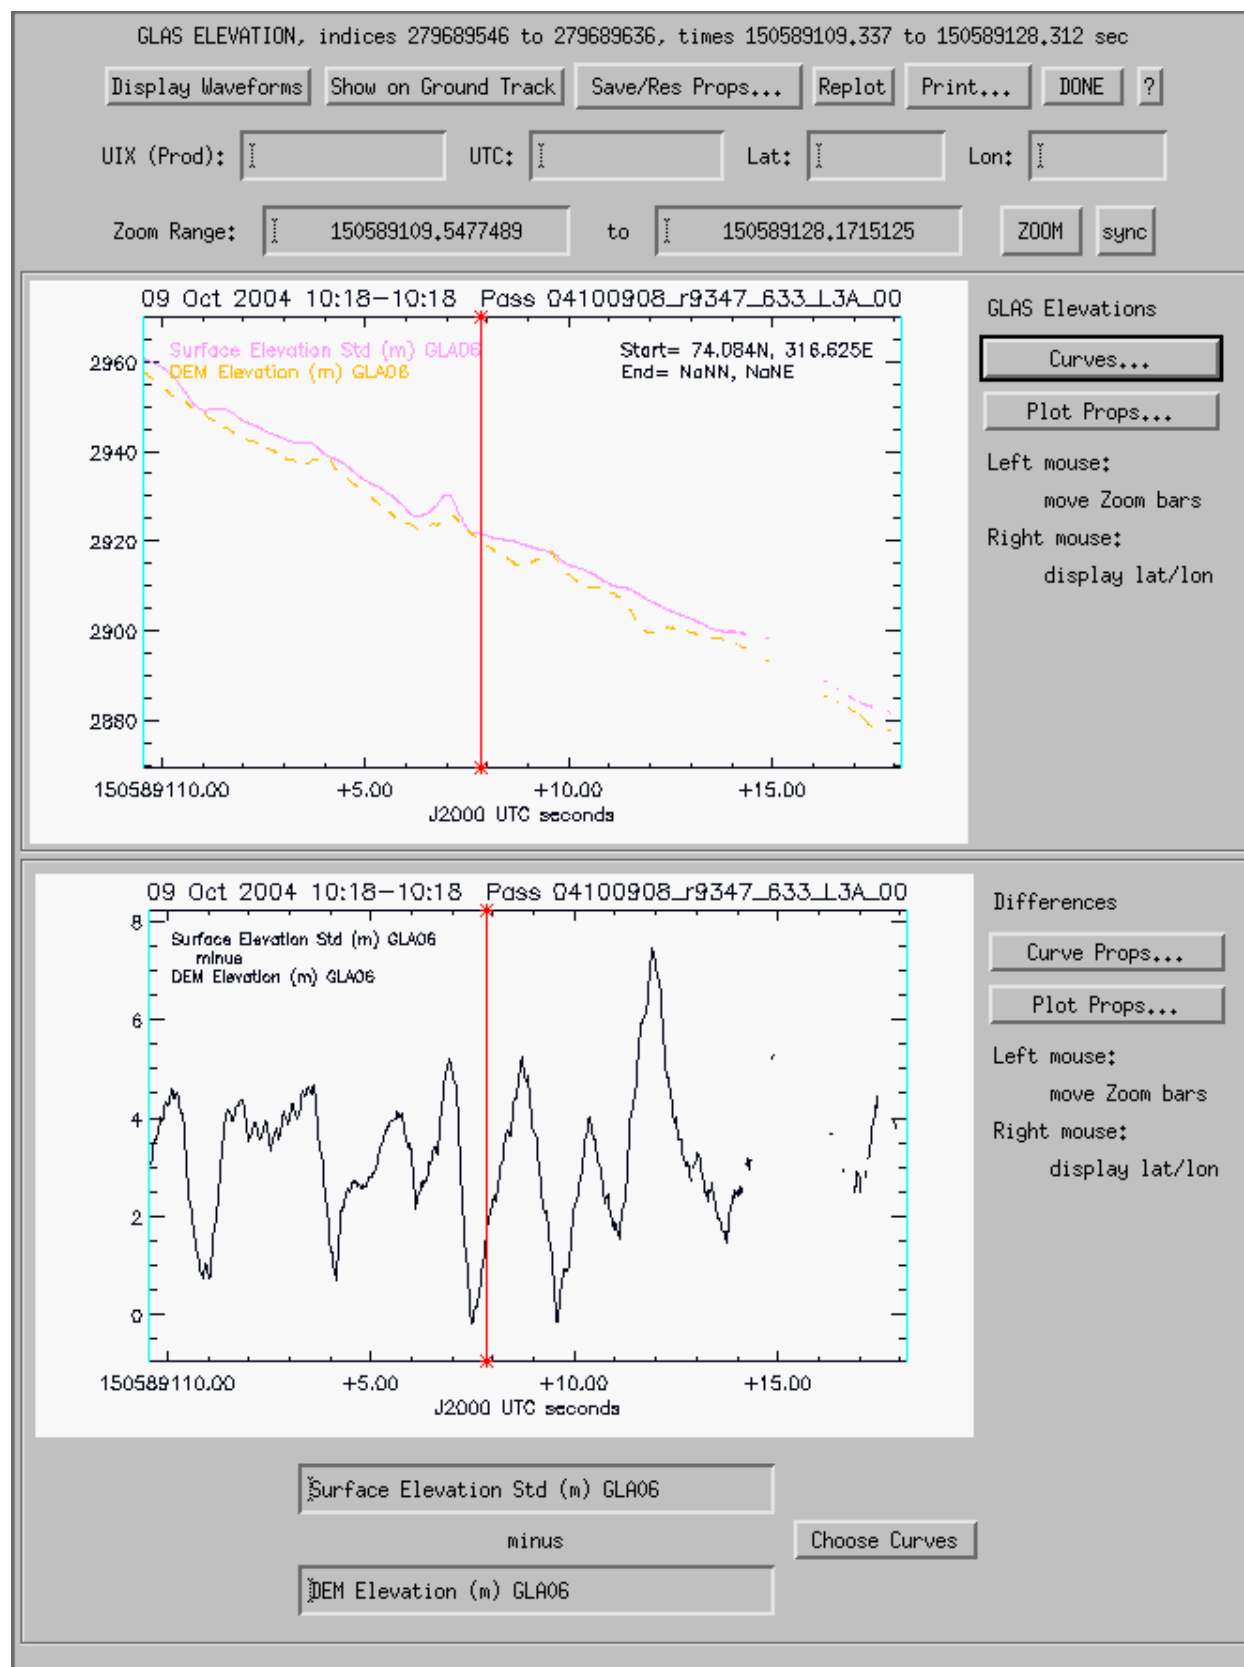 GLAS ELEVATION, indices 279689546 to 279689636, times 150589109.337 to 150589128.312 sec
Display Waveforms Show on Ground Track Save/Res Props... Replot Print... DONE ?
UIX (Prod): UTC: Lat: Lon:
Zoom Range: 150589109.5477489 to 150589128.1715125 ZOOM sync
09 Oct 2004 10:18-10:18 Pass 04100908_r9347_633_L3A_00
Surface Elevation Std (m) GLA06
DEM Elevation (m) GLA06
Start= 74.084N, 316.625E
End= NaNN, NaNE
2960
2940
2920
2900
2880
150589110.00 +5.00 +10.00 +15.00
J2000 UTC seconds
GLAS Elevations
Curves...
Plot Props...
Left mouse:
move Zoom bars
Right mouse:
display lat/lon
09 Oct 2004 10:18-10:18 Pass 04100908_r9347_633_L3A_00
Surface Elevation Std (m) GLA06
minus
DEM Elevation (m) GLA06
8
6
4
2
0
150589110.00 +5.00 +10.00 +15.00
J2000 UTC seconds
Differences
Curve Props...
Plot Props...
Left mouse:
move Zoom bars
Right mouse:
display lat/lon
Surface Elevation Std (m) GLA06
minus
Choose Curves
DEM Elevation (m) GLA06